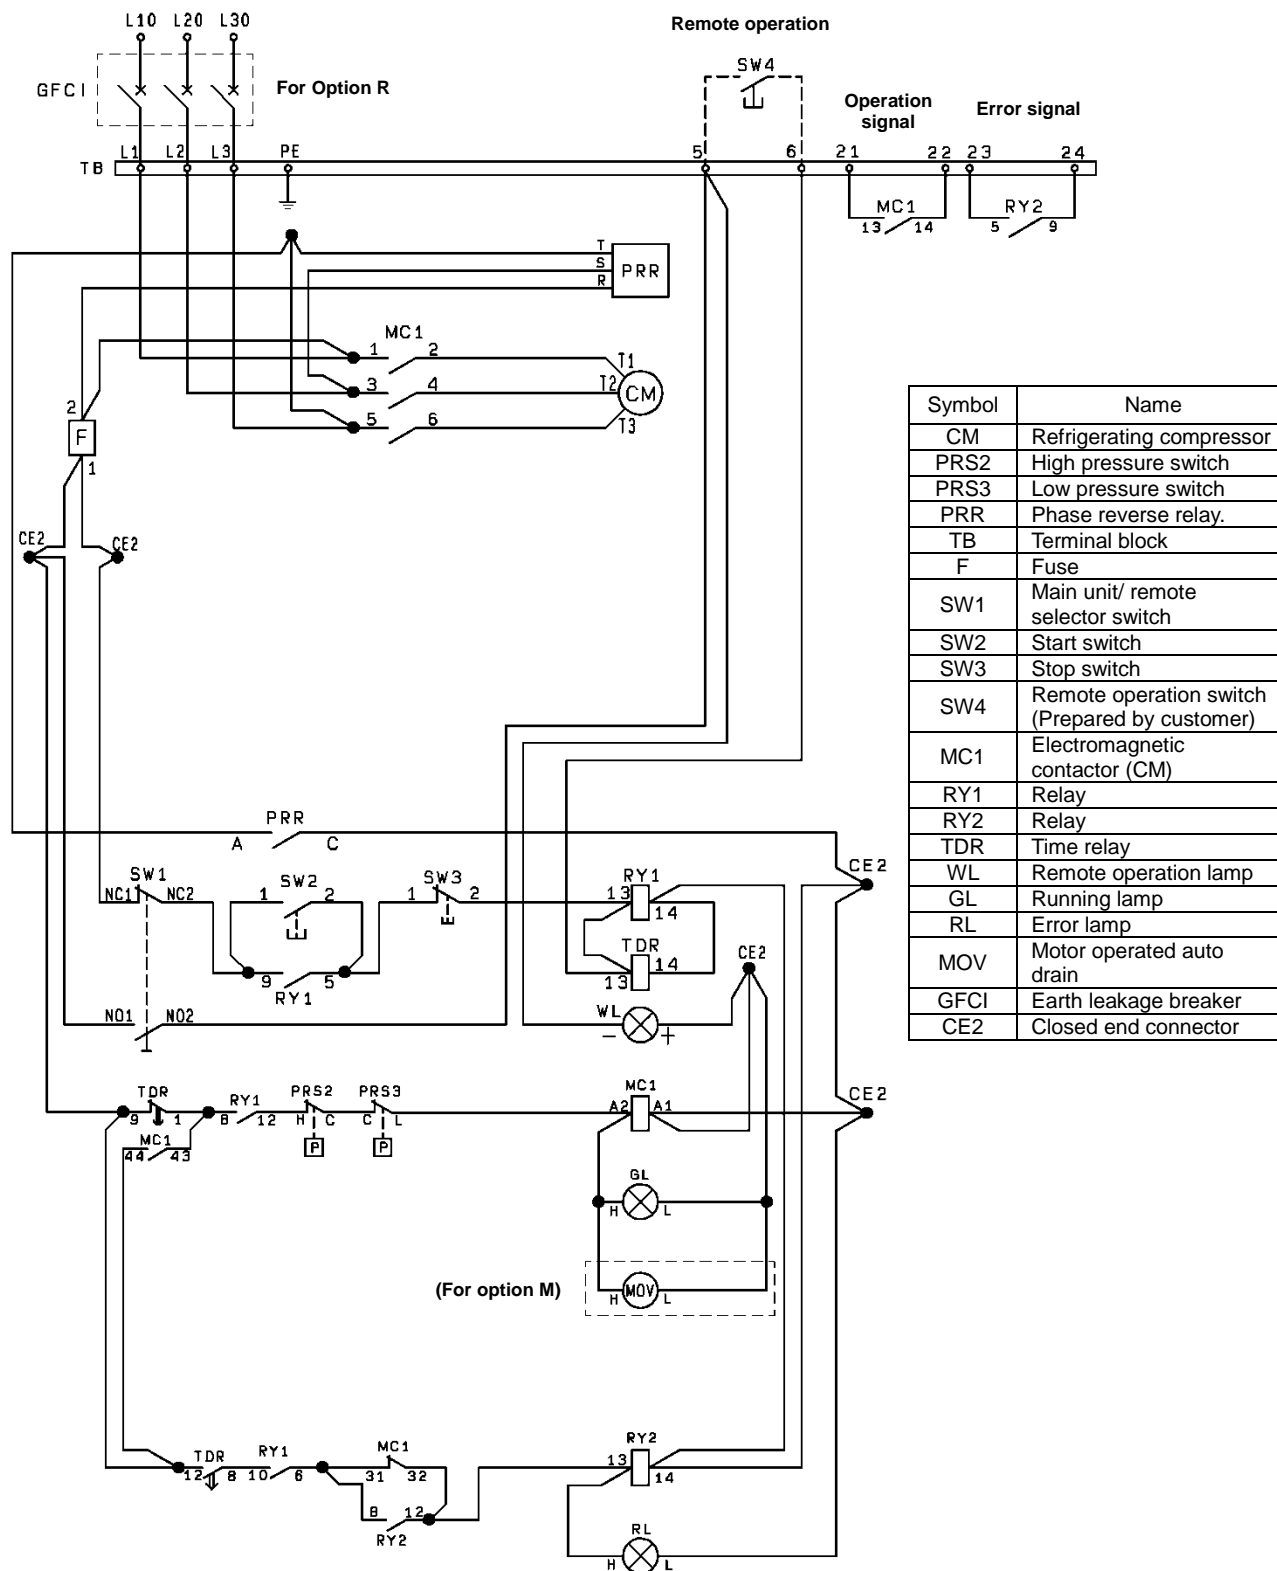 Remote operation
L10 L20 L30
SW4
GFCI
For Option R
Operation signal
Error signal
L1 L2 L3 PE 5 6 21 22 23 24
TB
MC1
13 14
RY2
5 9
T
S
R
PRR
MC1
1 2
T1
3 4
T2
CM
5 6
T3
2
F
1
CE2
CE2
PRR
A C
CE2
SW1
NC1 NC2
SW2
1 2
SW3
1 2
RY1
13
14
9 5
RY1
TDR
14
13
CE2
NO1 NO2
WL
- +
TDR
9 1
RY1
8 12
PRS2
H C
PRS3
C L
P
P
MC1
A2 A1
CE2
MC1
44 43
GL
H L
(For option M)
MOV
H L
TDR
12 8
RY1
10 6
MC1
31 32
RY2
13
14
8 12
RY2
RL
H L
Symbol Name
CM Refrigerating compressor
PRS2 High pressure switch
PRS3 Low pressure switch
PRR Phase reverse relay.
TB Terminal block
F Fuse
SW1 Main unit/ remote selector switch
SW2 Start switch
SW3 Stop switch
SW4 Remote operation switch (Prepared by customer)
MC1 Electromagnetic contactor (CM)
RY1 Relay
RY2 Relay
TDR Time relay
WL Remote operation lamp
GL Running lamp
RL Error lamp
MOV Motor operated auto drain
GFCI Earth leakage breaker
CE2 Closed end connector